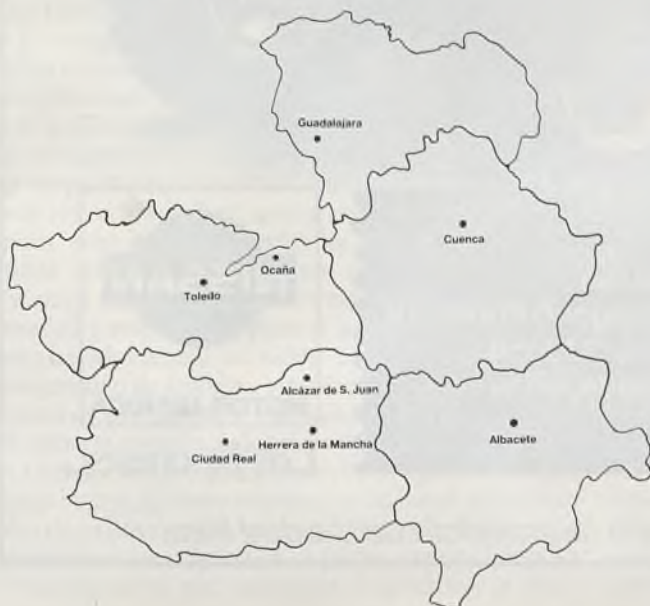 Guadalajara
Cuenca
Ocaña
Toledo
Alcázar de S. Juan
Albacete
Herrera de la Mancha
Ciudad Real